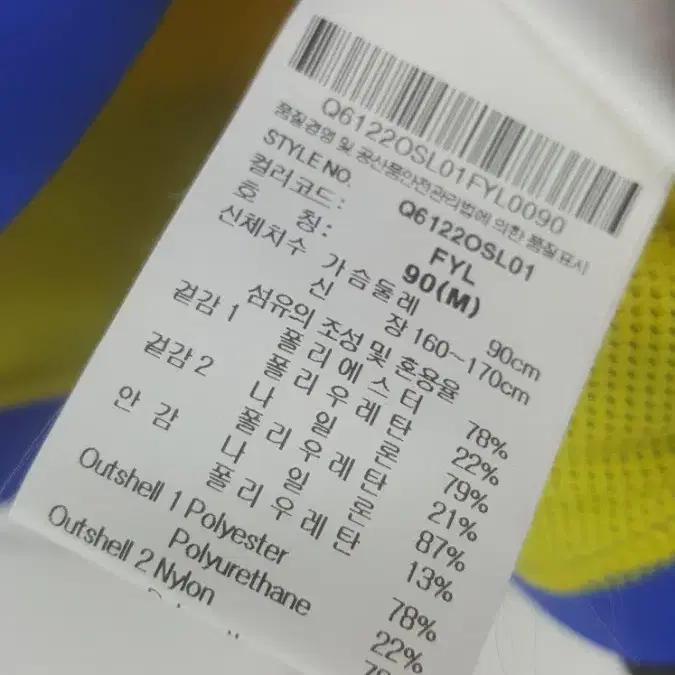 Q6122OSL01FYL0090
품질경영 및 공산품안전관리법에 의한 품질표시
STYLE NO. Q6122OSL01
컬러코드: FYL
호 칭: 90(M)
신체치수 가슴둘레 90cm
신 장 160~170cm
섬유의 조성 및 혼용율
겉감 1 폴리에스터 78%
폴리우레탄 22%
겉감 2 나일론 79%
폴리우레탄 21%
안 감 나일론 87%
폴리우레탄 13%
Outshell 1 Polyester 78%
Polyurethane 22%
Outshell 2 Nylon